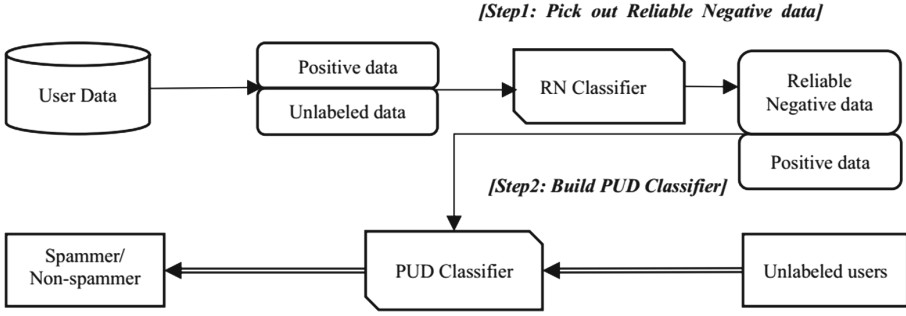 [Step1: Pick out Reliable Negative data]
User Data
Positive data
Unlabeled data
RN Classifier
Reliable
Negative data
Positive data
[Step2: Build PUD Classifier]
Spammer/
Non-spammer
PUD Classifier
Unlabeled users